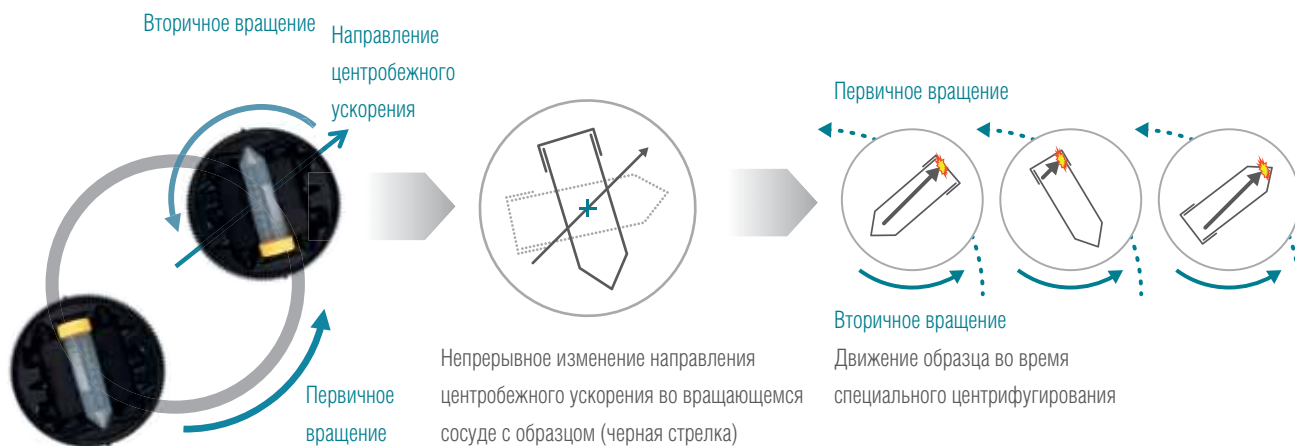 Вторичное вращение
Направление
центробежного
ускорения
Первичное
вращение
Непрерывное изменение направления
центробежного ускорения во вращающемся
сосуде с образцом (черная стрелка)
Первичное вращение
Вторичное вращение
Движение образца во время
специального центрифугирования